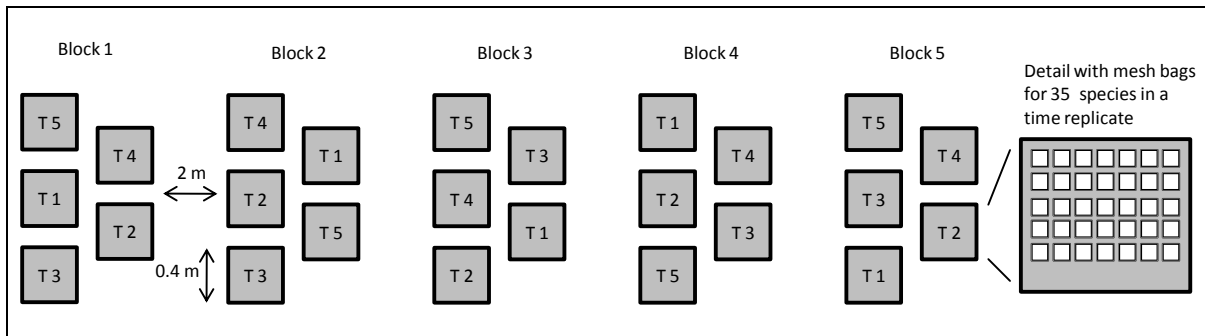 Block 1
Block 2
Block 3
Block 4
Block 5
Detail with mesh bags
for 35 species in a
time replicate
T 5
T 4
T 1
T 2
T 3
2 m
0.4 m
T 4
T 1
T 2
T 5
T 3
T 5
T 3
T 4
T 1
T 2
T 1
T 4
T 2
T 3
T 5
T 5
T 4
T 3
T 2
T 1